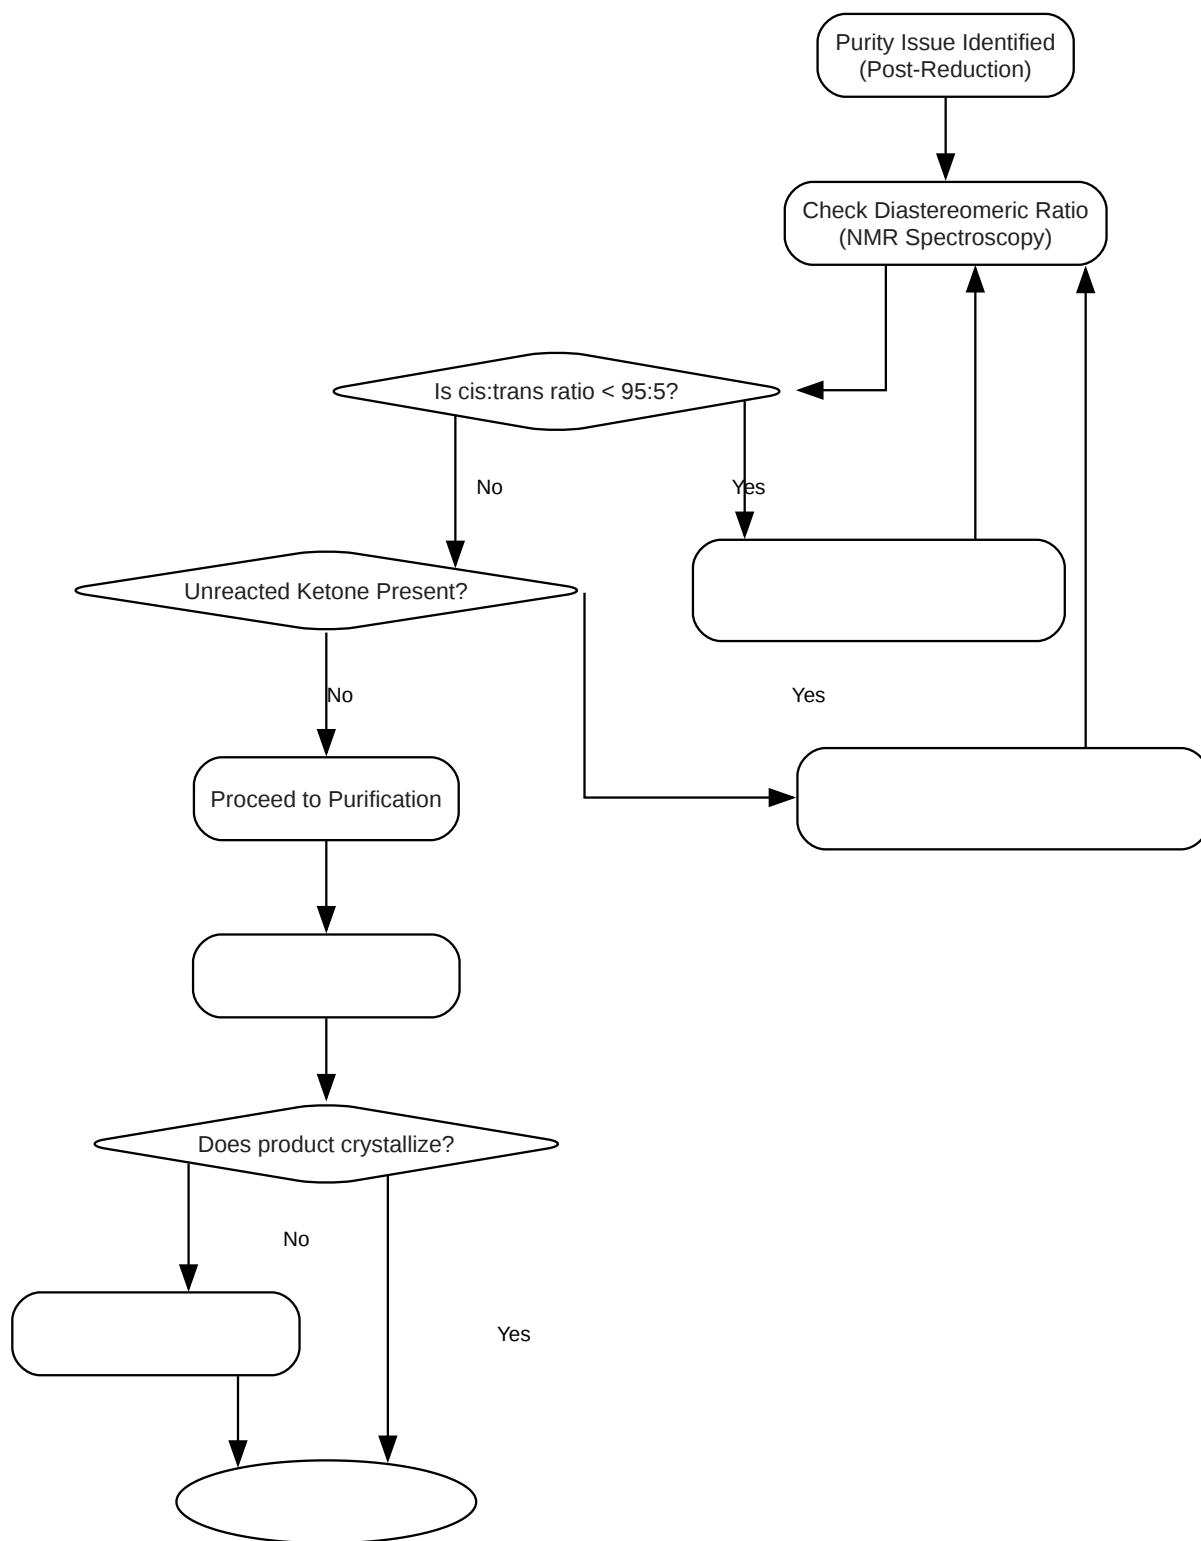 Purity Issue Identified
(Post-Reduction)
Check Diastereomeric Ratio
(NMR Spectroscopy)
Is cis:trans ratio < 95:5?
No
Yes
Unreacted Ketone Present?
No
Yes
Proceed to Purification
Does product crystallize?
No
Yes